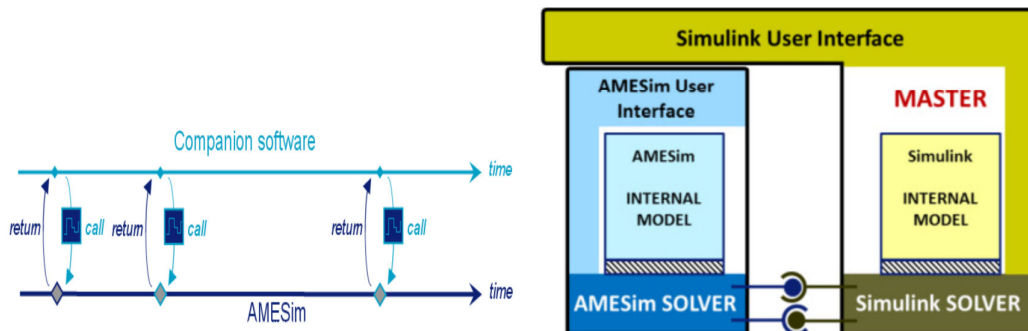 Companion software
time
return
call
return
call
return
call
time
AMESim
Simulink User Interface
AMESim User
Interface
MASTER
AMESim
INTERNAL
MODEL
Simulink
INTERNAL
MODEL
AMESim SOLVER
Simulink SOLVER